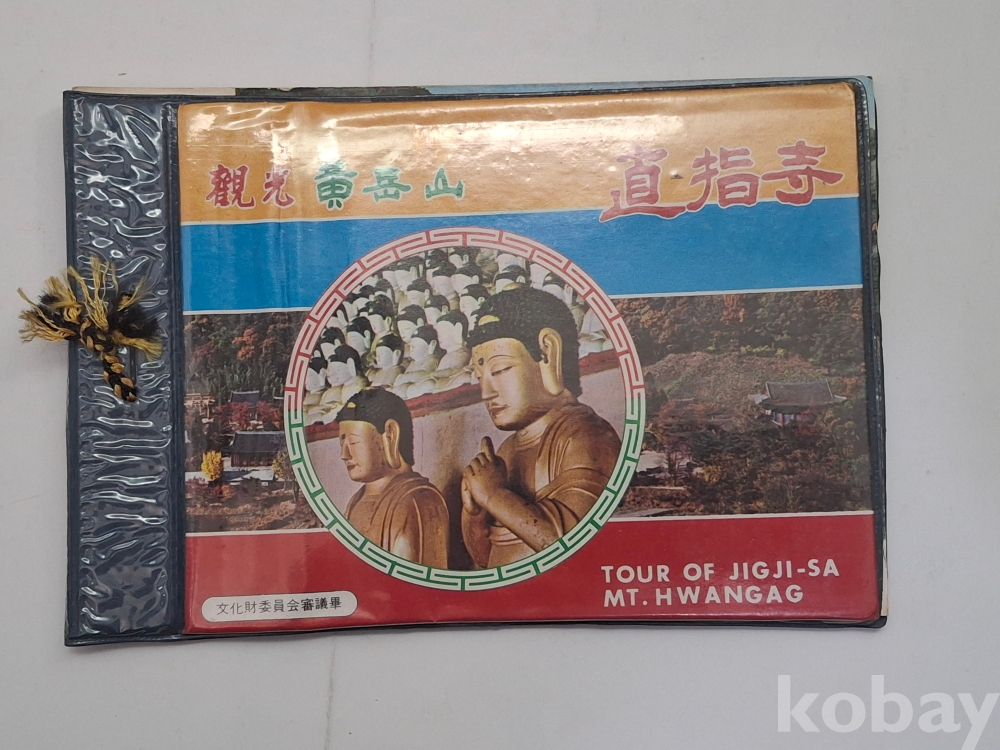 觀光 黃岳山 直指寺
TOUR OF JIGJI-SA
MT. HWANGAG
文化財委員会審議畢
kobay